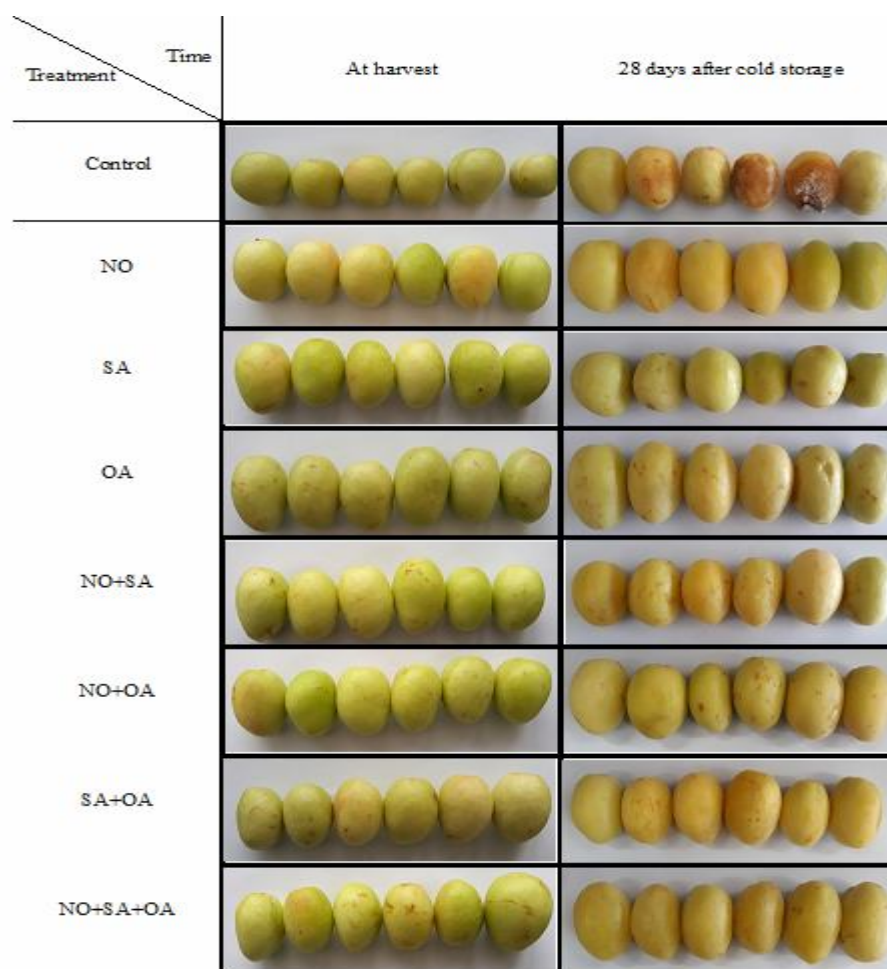 Time
Treatment
At harvest
28 days after cold storage
Control
NO
SA
OA
NO+SA
NO+OA
SA+OA
NO+SA+OA